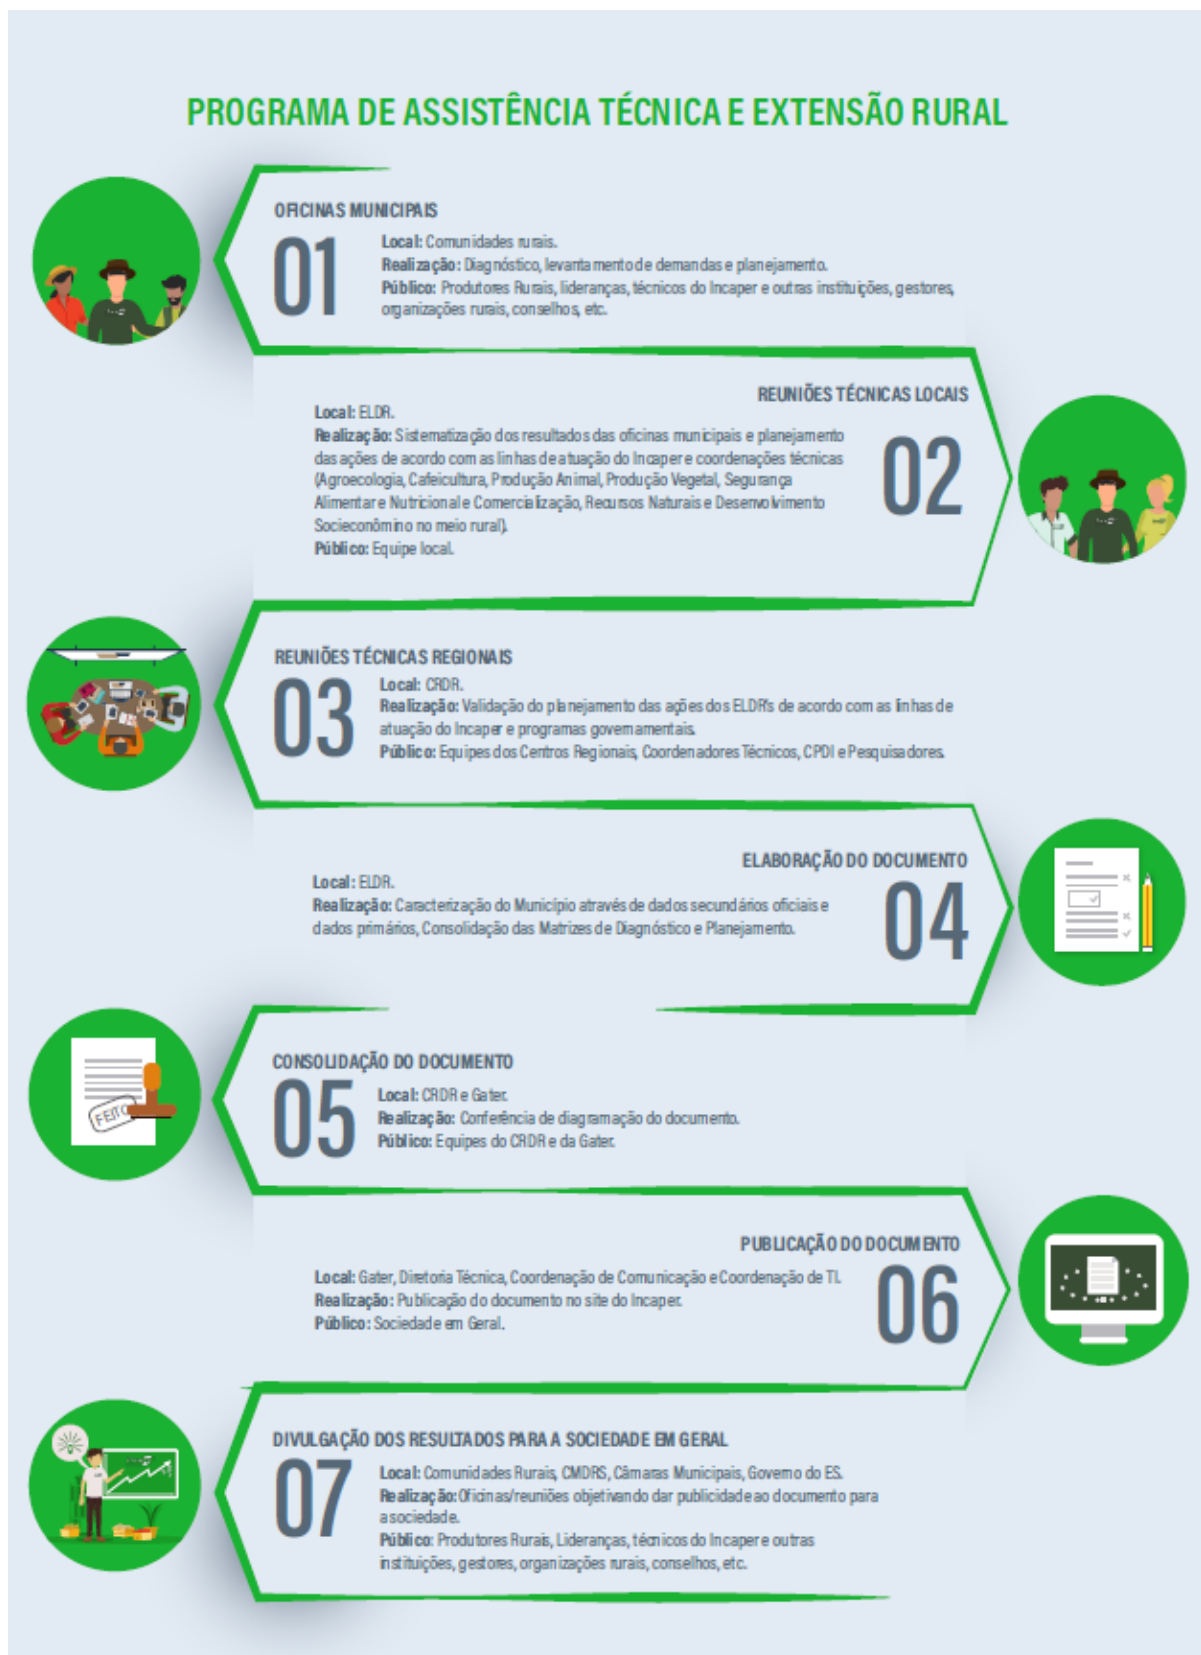 PROGRAMA DE ASSISTÊNCIA TÉCNICA E EXTENSÃO RURAL
OFICINAS MUNICIPAIS
01
Local: Comunidades rurais.
Realização: Diagnóstico, levantamento de demandas e planejamento.
Público: Produtores Rurais, lideranças, técnicos do Incaper e outras instituições, gestores,
organizações rurais, conselhos, etc.
REUNIÕES TÉCNICAS LOCAIS
02
Local: ELDR.
Realização: Sistematização dos resultados das oficinas municipais e planejamento
das ações de acordo com as linhas de atuação do Incaper e coordenações técnicas
(Agroecologia, Cafeicultura, Produção Animal, Produção Vegetal, Segurança
Alimentar e Nutricional e Comercialização, Recursos Naturais e Desenvolvimento
Socieconômino no meio rural).
Público: Equipe local.
REUNIÕES TÉCNICAS REGIONAIS
03
Local: CRDR.
Realização: Validação do planejamento das ações dos ELDR's de acordo com as linhas de
atuação do Incaper e programas governamentais.
Público: Equipes dos Centros Regionais, Coordenadores Técnicos, CPDI e Pesquisadores.
ELABORAÇÃO DO DOCUMENTO
04
Local: ELDR.
Realização: Caracterização do Município através de dados secundários oficiais e
dados primários, Consolidação das Matrizes de Diagnóstico e Planejamento.
CONSOLIDAÇÃO DO DOCUMENTO
05
FEITO
Local: CRDR e Gater.
Realização: Conferência de diagramação do documento.
Público: Equipes do CRDR e da Gater.
PUBLICAÇÃO DO DOCUMENTO
06
Local: Gater, Diretoria Técnica, Coordenação de Comunicação e Coordenação de TI.
Realização: Publicação do documento no site do Incaper.
Público: Sociedade em Geral.
DIVULGAÇÃO DOS RESULTADOS PARA A SOCIEDADE EM GERAL
07
Local: Comunidades Rurais, CMDRS, Câmaras Municipais, Governo do ES.
Realização: Oficinas/reuniões objetivando dar publicidade ao documento para
a sociedade.
Público: Produtores Rurais, Lideranças, técnicos do Incaper e outras
instituições, gestores, organizações rurais, conselhos, etc.